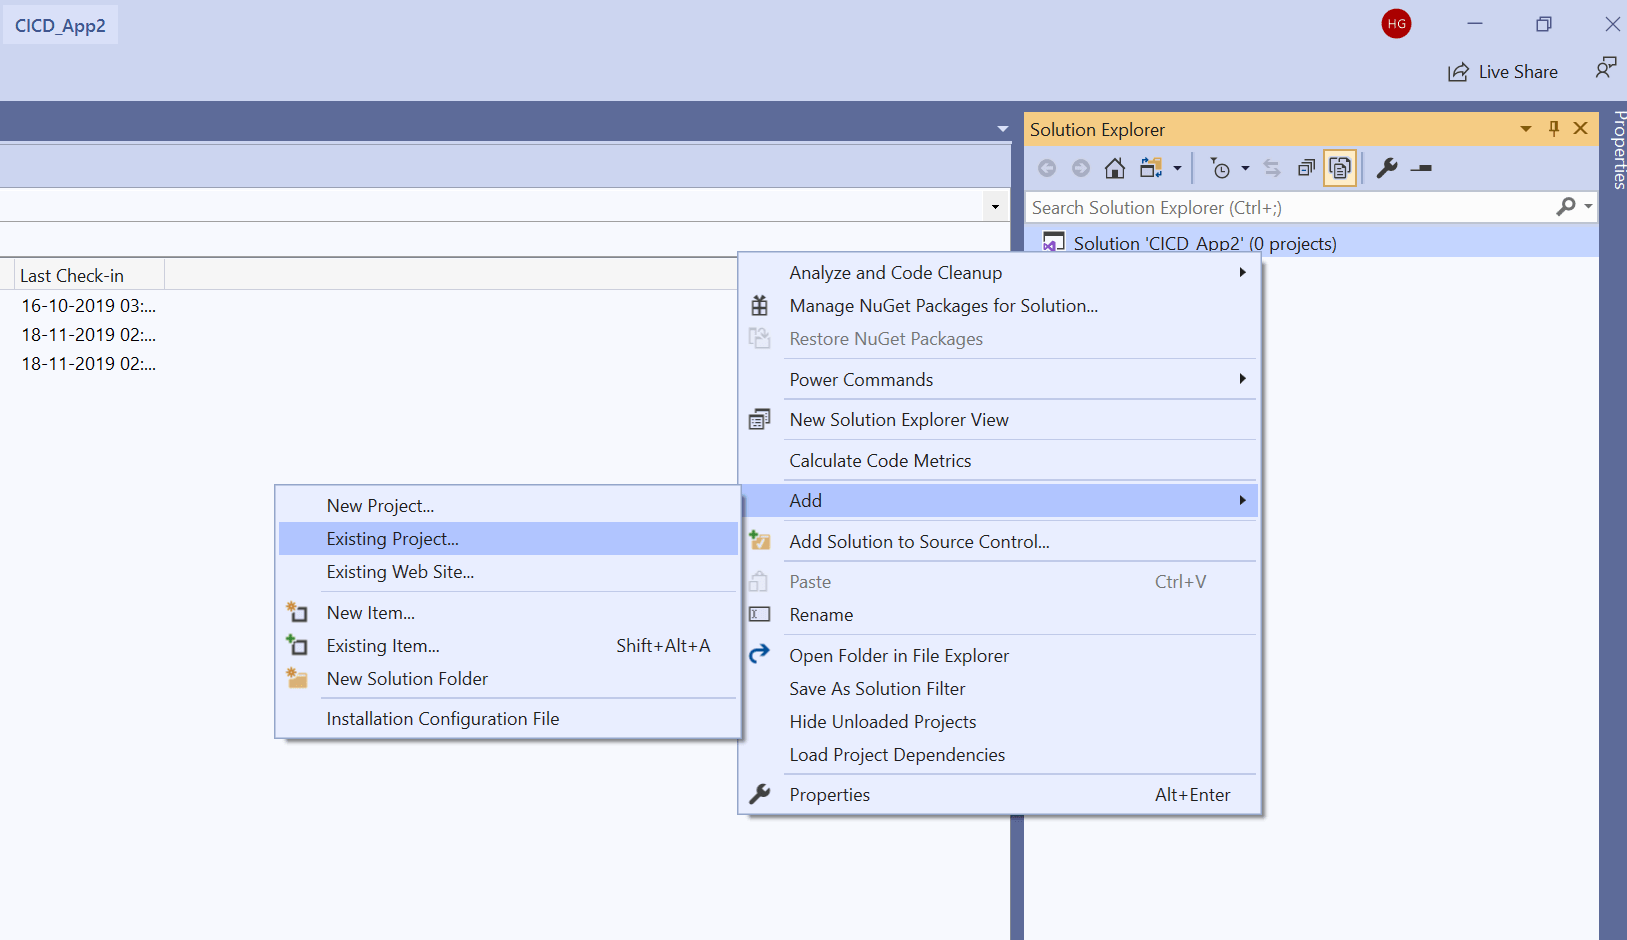 CICD_App2
HG
Live Share
Solution Explorer
Properties
Search Solution Explorer (Ctrl+;)
Solution 'CICD_App2' (0 projects)
Last Check-in
16-10-2019 03:...
18-11-2019 02:...
18-11-2019 02:...
Analyze and Code Cleanup
Manage NuGet Packages for Solution...
Restore NuGet Packages
Power Commands
New Solution Explorer View
Calculate Code Metrics
Add
Add Solution to Source Control...
Paste Ctrl+V
Rename
Open Folder in File Explorer
Save As Solution Filter
Hide Unloaded Projects
Load Project Dependencies
Properties Alt+Enter
New Project...
Existing Project...
Existing Web Site...
New Item...
Existing Item... Shift+Alt+A
New Solution Folder
Installation Configuration File